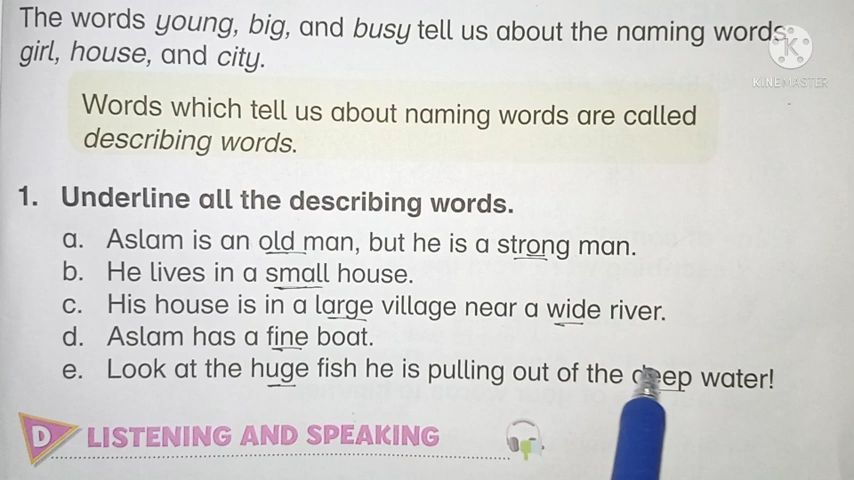 The words young, big, and busy tell us about the naming words
girl, house, and city.
K
KINEMASTER
Words which tell us about naming words are called
describing words.
1. Underline all the describing words.
a. Aslam is an old man, but he is a strong man.
b. He lives in a small house.
c. His house is in a large village near a wide river.
d. Aslam has a fine boat.
e. Look at the huge fish he is pulling out of the deep water!
D LISTENING AND SPEAKING